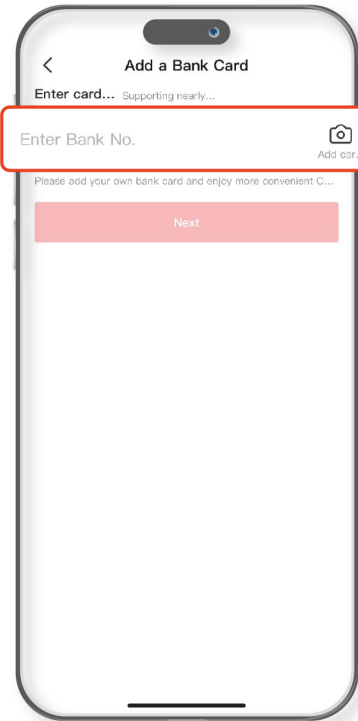 Add a Bank Card
Enter card... Supporting nearly...
Enter Bank No.
Add car...
Please add your own bank card and enjoy more convenient C...
Next